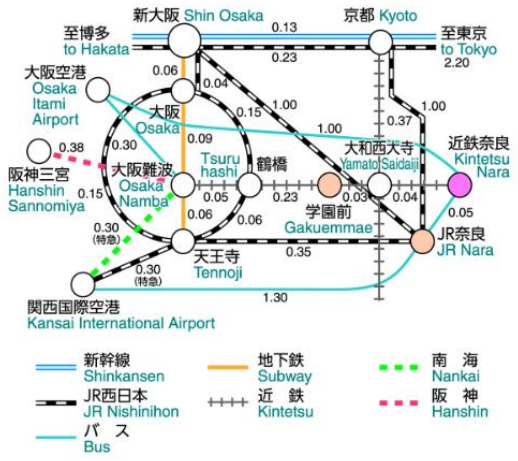 新大阪 Shin Osaka
京都 Kyoto
至博多
to Hakata
0.13
0.23
至東京
to Tokyo
2.20
大阪空港
Osaka
Itami
Airport
0.06
0.04
大阪
Osaka
0.15
1.00
0.37
1.00
0.38
0.30
0.09
1.00
阪神三宮
Hanshin
Sannomiya
大阪難波
Osaka
Namba
Tsuru
hashi
鶴橋
大和西大寺
Yamato Saidaiji
近鉄奈良
Kintetsu
Nara
0.15
0.05
0.23
0.03
0.04
0.05
学園前
Gakuemmae
0.06
0.06
0.30
(特急)
天王寺
Tennoji
0.35
JR奈良
JR Nara
0.30
(特急)
関西国際空港
Kansai International Airport
1.30
新幹線
Shinkansen
地下鉄
Subway
南 海
Nankai
JR西日本
JR Nishinihon
近 鉄
Kintetsu
阪 神
Hanshin
バ ス
Bus